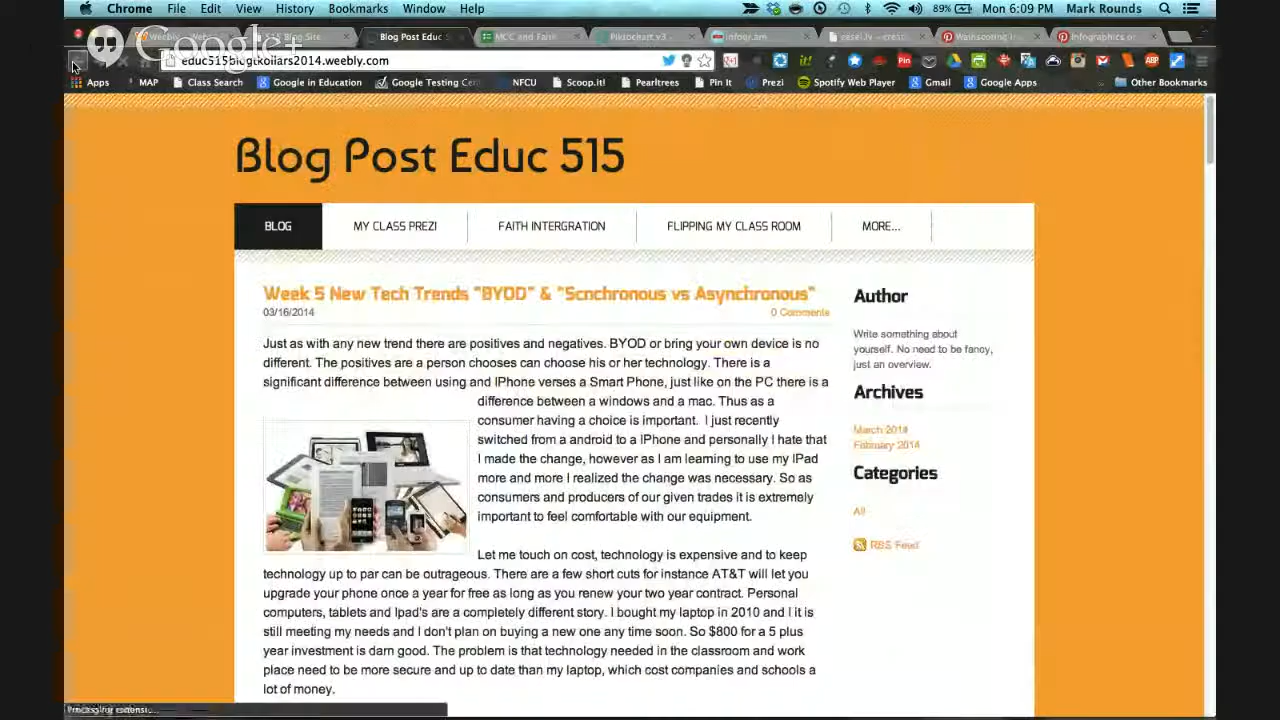 Chrome File Edit View History Bookmarks Window Help 89% Mon 6:09 PM Mark Rounds
Google+
Blog Post Educ MCC and Fank Piktochart v3 infogr.am easel.ly - creat Wainscoting Infographics
educ515blogtkollars2014.weebly.com
Apps MAP Class Search Google in Education Google Testing Cen NFCU Scoop.it! Pearltrees Pin It Prezi Spotify Web Player Gmail Google Apps Other Bookmarks
Blog Post Educ 515
BLOG MY CLASS PREZI FAITH INTERGRATION FLIPPING MY CLASS ROOM MORE...
Week 5 New Tech Trends "BYOD" & "Scnchronous vs Asynchronous"
03/16/2014 0 Comments
Just as with any new trend there are positives and negatives. BYOD or bring your own device is no
different. The positives are a person chooses can choose his or her technology. There is a
significant difference between using and IPhone verses a Smart Phone, just like on the PC there is a
difference between a windows and a mac. Thus as a
consumer having a choice is important. I just recently
switched from a android to a iPhone and personally I hate that
I made the change, however as I am learning to use my IPad
more and more I realized the change was necessary. So as
consumers and producers of our given trades it is extremely
important to feel comfortable with our equipment.
Let me touch on cost, technology is expensive and to keep
technology up to par can be outrageous. There are a few short cuts for instance AT&T will let you
upgrade your phone once a year for free as long as you renew your two year contract. Personal
computers, tablets and Ipad's are a completely different story. I bought my laptop in 2010 and I it is
still meeting my needs and I don't plan on buying a new one any time soon. So $800 for a 5 plus
year investment is darn good. The problem is that technology needed in the classroom and work
place need to be more secure and up to date than my laptop, which cost companies and schools a
lot of money.
Author
Write something about
yourself. No need to be fancy,
just an overview.
Archives
March 2014
February 2014
Categories
All
RSS Feed
Processing extensi...